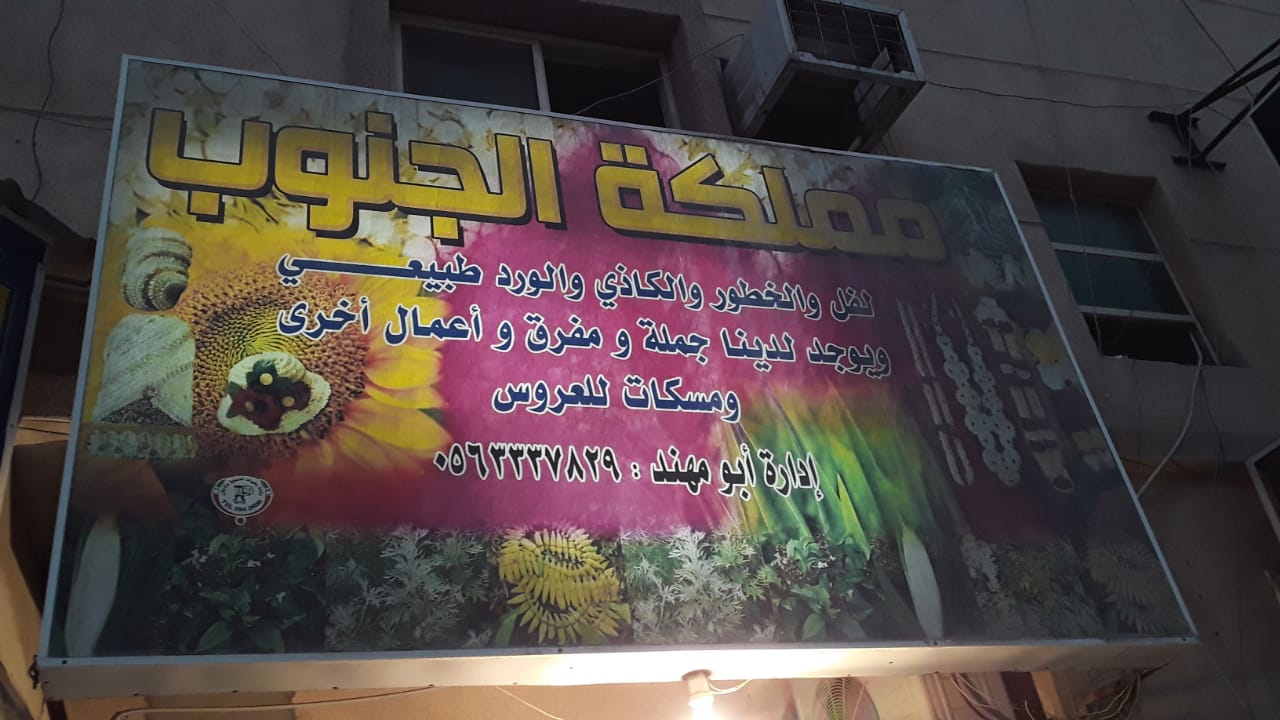 مملكة الجنوب
لفل والخطور والكاذي والورد طبيعي
ويوجد لدينا جملة و مفرق و أعمال أخرى
ومسكات للعروس
إدارة أبو مهند : ٠٥٦٣٣٣٧٨٢٩